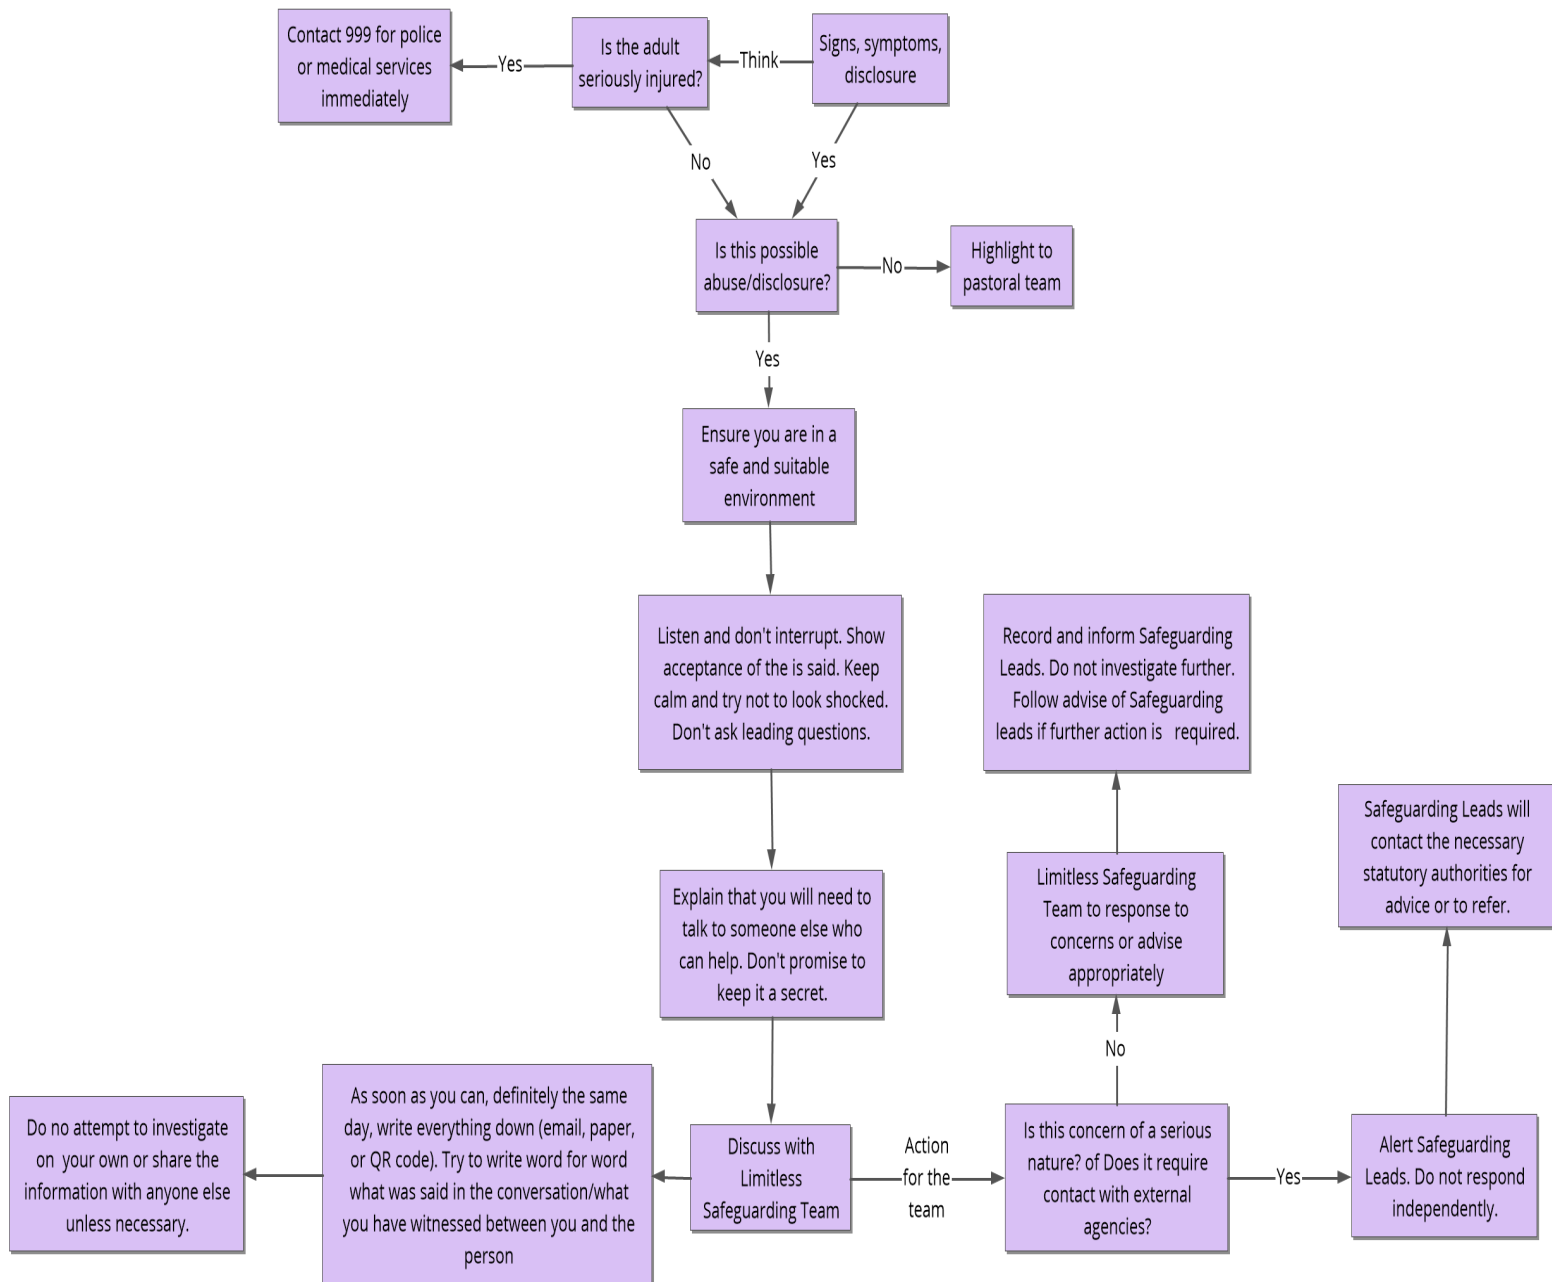 Contact 999 for police
or medical services
immediately
Yes
Is the adult
seriously injured?
Think
Signs, symptoms,
disclosure
No
Yes
Is this possible
abuse/disclosure?
No
Highlight to
pastoral team
Yes
Ensure you are in a
safe and suitable
environment
Listen and don't interrupt. Show
acceptance of the is said. Keep
calm and try not to look shocked.
Don't ask leading questions.
Explain that you will need to
talk to someone else who
can help. Don't promise to
keep it a secret.
Discuss with
Limitless
Safeguarding Team
As soon as you can, definitely the same
day, write everything down (email, paper,
or QR code). Try to write word for word
what was said in the conversation/what
you have witnessed between you and the
person
Do no attempt to investigate
on your own or share the
information with anyone else
unless necessary.
Action
for the
team
Is this concern of a serious
nature? of Does it require
contact with external
agencies?
No
Limitless Safeguarding
Team to response to
concerns or advise
appropriately
Record and inform Safeguarding
Leads. Do not investigate further.
Follow advise of Safeguarding
leads if further action is required.
Yes
Alert Safeguarding
Leads. Do not respond
independently.
Safeguarding Leads will
contact the necessary
statutory authorities for
advice or to refer.